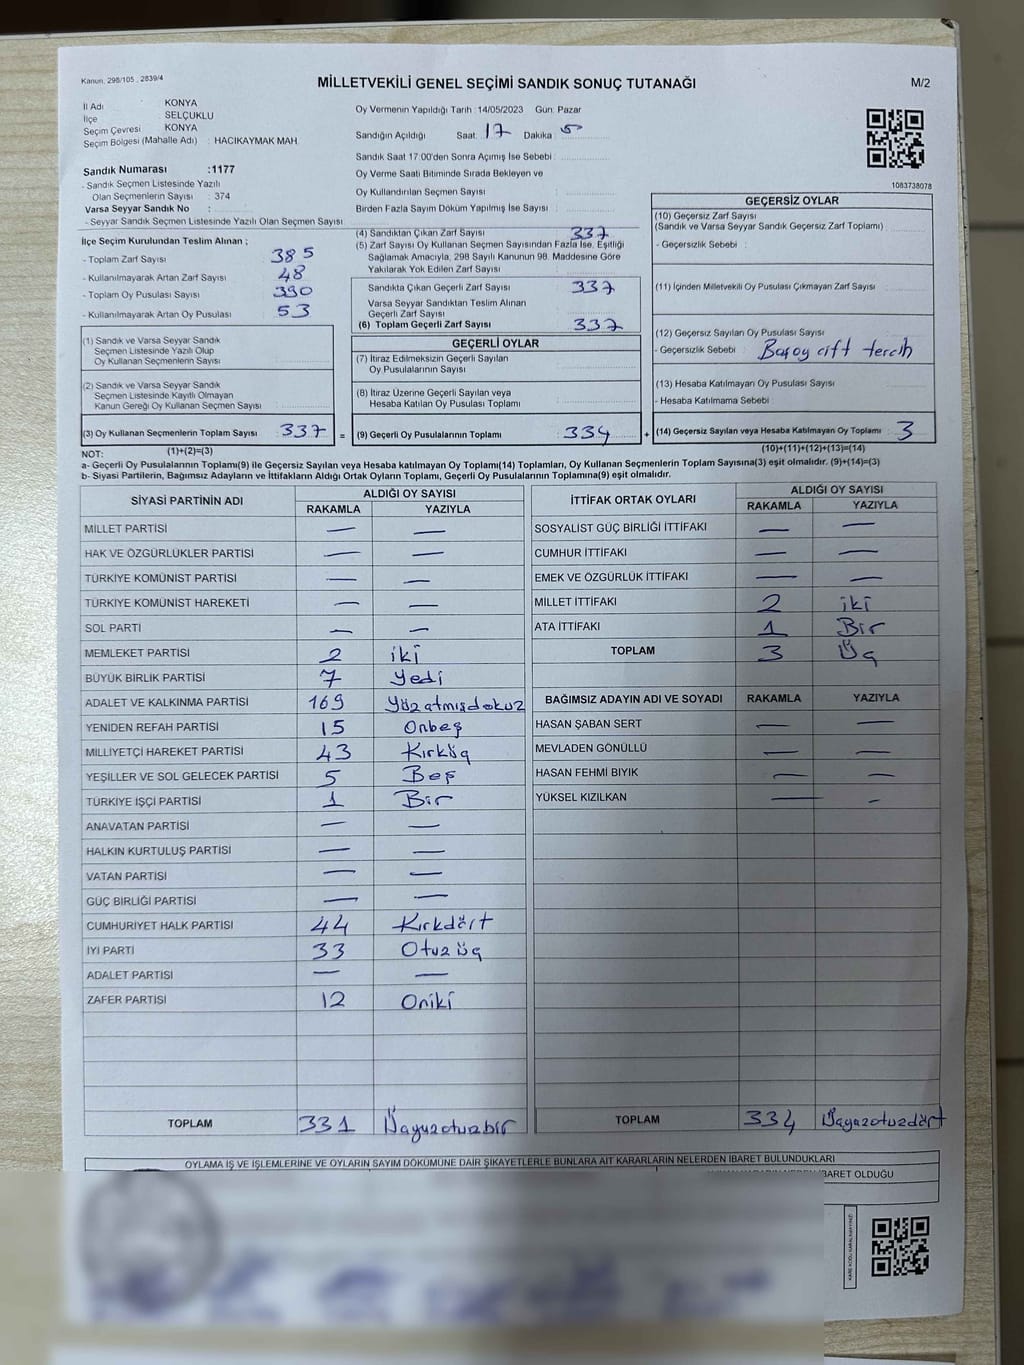 Kanun. 298/105 , 2839/4
MİLLETVEKİLİ GENEL SEÇİMİ SANDIK SONUÇ TUTANAĞI
M/2
İl Adı KONYA
İlçe SELÇUKLU
Seçim Çevresi KONYA
Seçim Bölgesi (Mahalle Adı) : HACIKAYMAK MAH.
Sandık Numarası :1177
- Sandık Seçmen Listesinde Yazılı
Olan Seçmenlerin Sayısı : 374
Varsa Seyyar Sandık No :
- Seyyar Sandık Seçmen Listesinde Yazılı Olan Seçmen Sayısı:
Oy Vermenin Yapıldığı Tarih : 14/05/2023 Gün: Pazar
Sandığın Açıldığı Saat: 17 Dakika : 5
Sandık Saat 17:00'den Sonra Açımış İse Sebebi :
Oy Verme Saati Bitiminde Sırada Bekleyen ve
Oy Kullandırılan Seçmen Sayısı :
Birden Fazla Sayım Döküm Yapılmış İse Sayısı :
1083738078
İlçe Seçim Kurulundan Teslim Alınan ;
- Toplam Zarf Sayısı 385
- Kullanılmayarak Artan Zarf Sayısı : 48
- Toplam Oy Pusulası Sayısı : 390
- Kullanılmayarak Artan Oy Pusulası : 53
(4) Sandıktan Çıkan Zarf Sayısı : 337
(5) Zarf Sayısı Oy Kullanan Seçmen Sayısından Fazla İse, Eşitliği
Sağlamak Amacıyla, 298 Sayılı Kanunun 98. Maddesine Göre
Yakılarak Yok Edilen Zarf Sayısı :
Sandıkta Çıkan Geçerli Zarf Sayısı : 337
Varsa Seyyar Sandıktan Teslim Alınan
Geçerli Zarf Sayısı :
(6) Toplam Geçerli Zarf Sayısı : 337
GEÇERSİZ OYLAR
(10) Geçersiz Zarf Sayısı
(Sandık ve Varsa Seyyar Sandık Geçersiz Zarf Toplamı) :
- Geçersizlik Sebebi :
(11) İçinden Milletvekili Oy Pusulası Çıkmayan Zarf Sayısı :
(12) Geçersiz Sayılan Oy Pusulası Sayısı :
- Geçersizlik Sebebi : Başoy çift tercih
(13) Hesaba Katılmayan Oy Pusulası Sayısı :
- Hesaba Katılmama Sebebi :
(14) Geçersiz Sayılan veya Hesaba Katılmayan Oy Toplamı : 3
(10)+(11)+(12)+(13)=(14)
(1) Sandık ve Varsa Seyyar Sandık
Seçmen Listesinde Yazılı Olup
Oy Kullanan Seçmenlerin Sayısı :
(2) Sandık ve Varsa Seyyar Sandık
Seçmen Listesinde Kayıtlı Olmayan
Kanun Gereği Oy Kullanan Seçmen Sayısı :
(3) Oy Kullanan Seçmenlerin Toplam Sayısı : 337 =
(1)+(2)=(3)
GEÇERLİ OYLAR
(7) İtiraz Edilmeksizin Geçerli Sayılan
Oy Pusulalarının Sayısı :
(8) İtiraz Üzerine Geçerli Sayılan veya
Hesaba Katılan Oy Pusulası Toplamı :
(9) Geçerli Oy Pusulalarının Toplamı : 334 +
NOT:
a- Geçerli Oy Pusulalarının Toplamı(9) ile Geçersiz Sayılan veya Hesaba katılmayan Oy Toplamı(14) Toplamları, Oy Kullanan Seçmenlerin Toplam Sayısına(3) eşit olmalıdır. (9)+(14)=(3)
b- Siyasi Partilerin, Bağımsız Adayların ve İttifakların Aldığı Ortak Oyların Toplamı, Geçerli Oy Pusulalarının Toplamına(9) eşit olmalıdır.
SİYASİ PARTİNİN ADI ALDIĞI OY SAYISI
RAKAMLA YAZIYLA
MİLLET PARTİSİ — —
HAK VE ÖZGÜRLÜKLER PARTİSİ — —
TÜRKİYE KOMÜNİST PARTİSİ — —
TÜRKİYE KOMÜNİST HAREKETİ — —
SOL PARTİ — —
MEMLEKET PARTİSİ 2 iki
BÜYÜK BİRLİK PARTİSİ 7 yedi
ADALET VE KALKINMA PARTİSİ 169 Yüzatmışdokuz
YENİDEN REFAH PARTİSİ 15 Onbeş
MİLLİYETÇİ HAREKET PARTİSİ 43 Kırküç
YEŞİLLER VE SOL GELECEK PARTİSİ 5 Beş
TÜRKİYE İŞÇİ PARTİSİ 1 Bir
ANAVATAN PARTİSİ — —
HALKIN KURTULUŞ PARTİSİ — —
VATAN PARTİSİ — —
GÜÇ BİRLİĞİ PARTİSİ — —
CUMHURİYET HALK PARTİSİ 44 Kırkdört
İYİ PARTİ 33 Otuzüç
ADALET PARTİSİ — —
ZAFER PARTİSİ 12 Oniki
TOPLAM 331 Üçyüzotuzbir
İTTİFAK ORTAK OYLARI ALDIĞI OY SAYISI
RAKAMLA YAZIYLA
SOSYALİST GÜÇ BİRLİĞİ İTTİFAKI — —
CUMHUR İTTİFAKI — —
EMEK VE ÖZGÜRLÜK İTTİFAKI — —
MİLLET İTTİFAKI 2 iki
ATA İTTİFAKI 1 Bir
TOPLAM 3 Üç
BAĞIMSIZ ADAYIN ADI VE SOYADI RAKAMLA YAZIYLA
HASAN ŞABAN SERT — —
MEVLADEN GÖNÜLLÜ — —
HASAN FEHMİ BIYIK — —
YÜKSEL KIZILKAN — —
TOPLAM 334 Üçyüzotuzdört
OYLAMA İŞ VE İŞLEMLERİNE VE OYLARIN SAYIM DÖKÜMÜNE DAİR ŞİKAYETLERLE BUNLARA AİT KARARLARIN NELERDEN İBARET BULUNDUKLARI
İBARET OLDUĞU